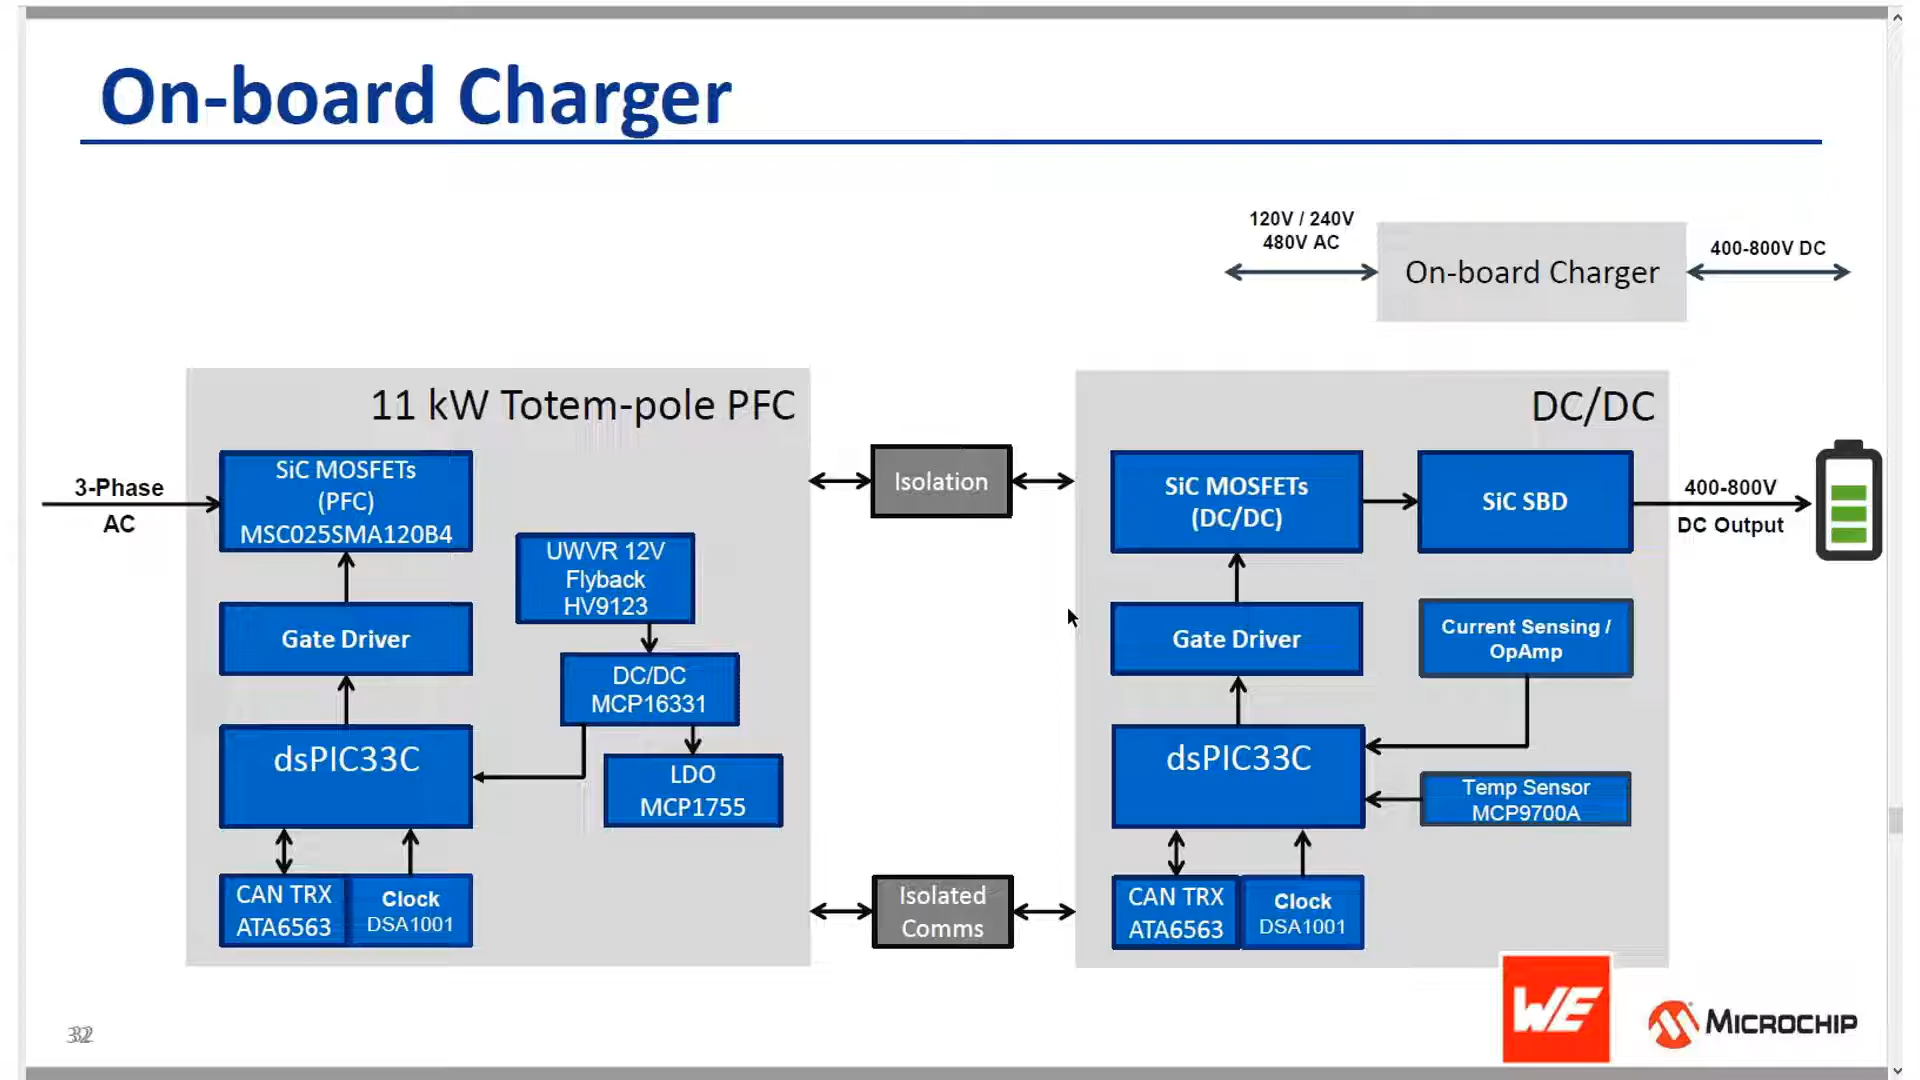 On-board Charger
120V / 240V
480V AC
On-board Charger
400-800V DC
11 kW Totem-pole PFC
3-Phase
AC
SiC MOSFETs
(PFC)
MSC025SMA120B4
UWVR 12V
Flyback
HV9123
Gate Driver
DC/DC
MCP16331
dsPIC33C
LDO
MCP1755
CAN TRX
ATA6563
Clock
DSA1001
Isolation
Isolated
Comms
DC/DC
SiC MOSFETs
(DC/DC)
SiC SBD
400-800V
DC Output
Gate Driver
Current Sensing /
OpAmp
dsPIC33C
Temp Sensor
MCP9700A
CAN TRX
ATA6563
Clock
DSA1001
WE
MICROCHIP